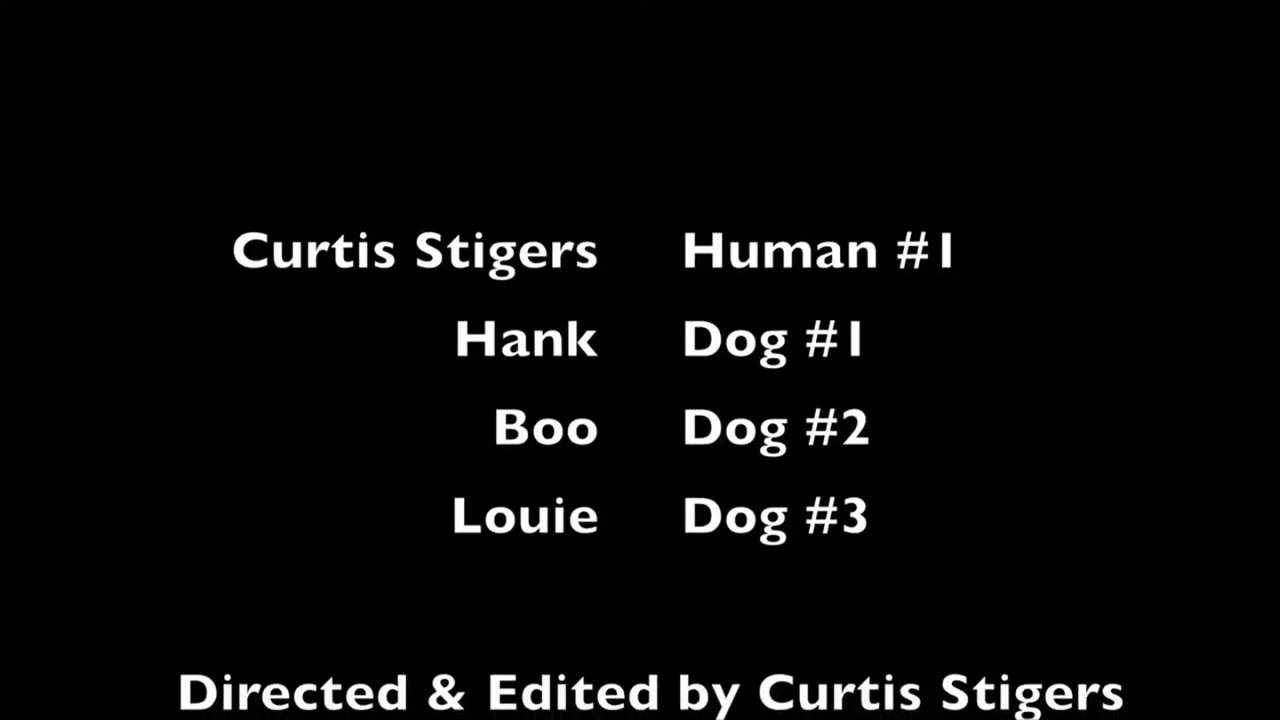 Curtis Stigers Human #1
Hank Dog #1
Boo Dog #2
Louie Dog #3
Directed & Edited by Curtis Stigers